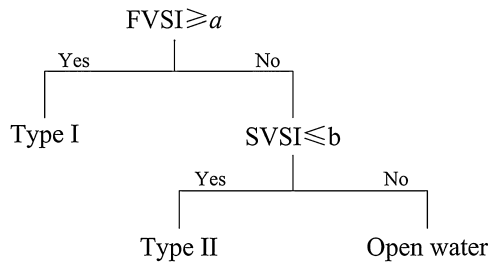 FVSI⩾a
Yes No
Type I
SVSI⩽b
Yes No
Type II Open water